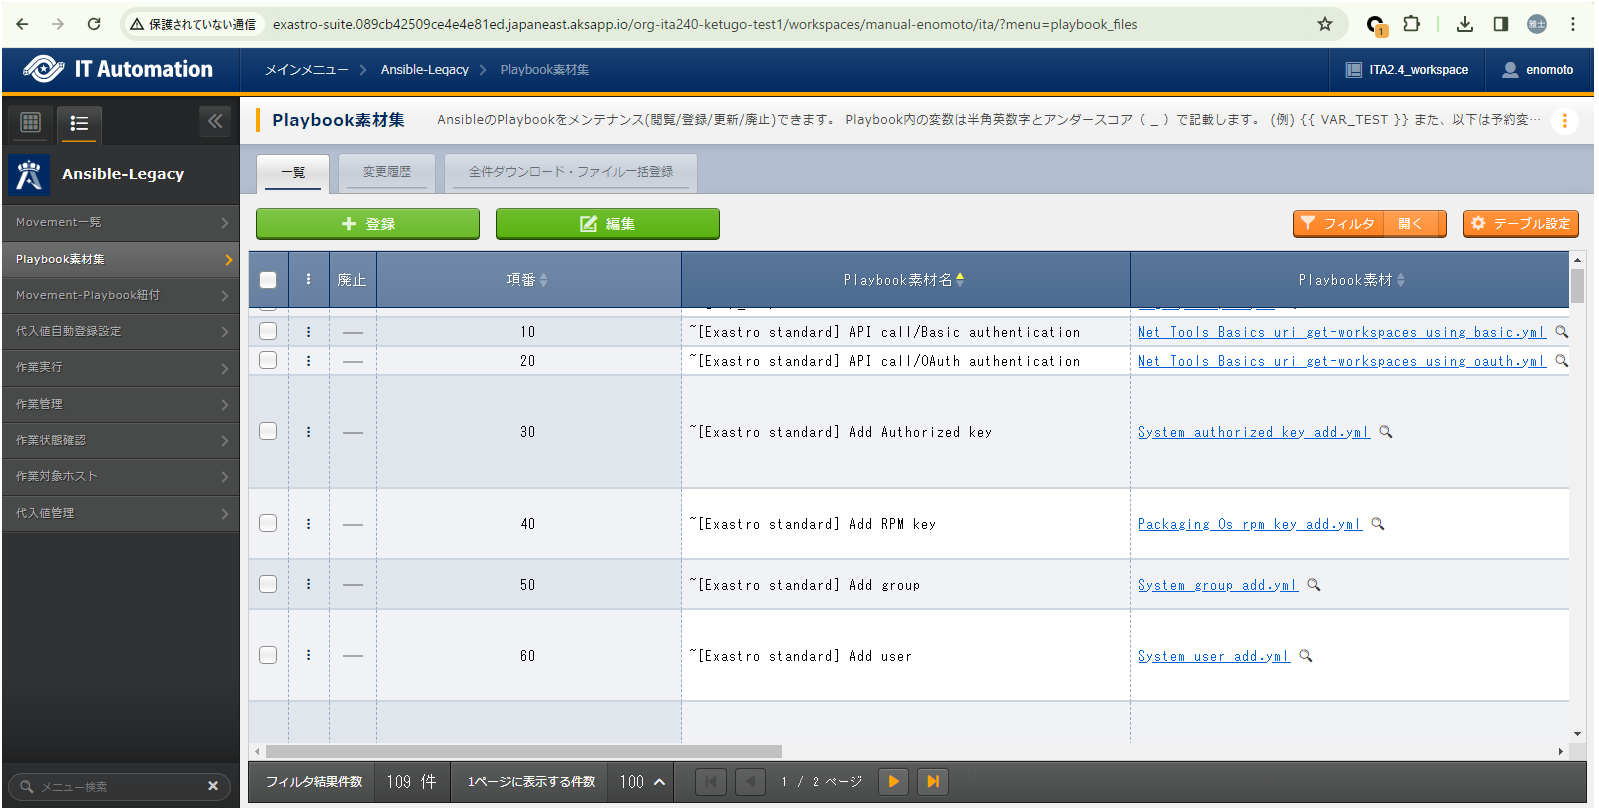 保護されていない通信
exastro-suite.089cb42509ce4e4e81ed.japaneast.aksapp.io/org-ita240-ketugo-test1/workspaces/manual-enomoto/ita/?menu=playbook_files
1
雅士
IT Automation
メインメニュー
Ansible-Legacy
Playbook素材集
ITA2.4_workspace
enomoto
Playbook素材集
AnsibleのPlaybookをメンテナンス(閲覧/登録/更新/廃止)できます。 Playbook内の変数は半角英数字とアンダースコア ( _ ) で記載します。 (例) {{ VAR_TEST }} また、以下は予約変…
Ansible-Legacy
一覧
変更履歴
全件ダウンロード・ファイル一括登録
Movement一覧
Playbook素材集
Movement-Playbook紐付
代入値自動登録設定
作業実行
作業管理
作業状態確認
作業対象ホスト
代入値管理
メニュー検索
登録
編集
フィルタ
開く
テーブル設定
廃止
項番
Playbook素材名
Playbook素材
10
~[Exastro standard] API call/Basic authentication
Net_Tools_Basics_uri_get-workspaces_using_basic.yml
20
~[Exastro standard] API call/OAuth authentication
Net_Tools_Basics_uri_get-workspaces_using_oauth.yml
30
~[Exastro standard] Add Authorized key
System_authorized_key_add.yml
40
~[Exastro standard] Add RPM key
Packaging_Os_rpm_key_add.yml
50
~[Exastro standard] Add group
System_group_add.yml
60
~[Exastro standard] Add user
System_user_add.yml
フィルタ結果件数
109 件
1ページに表示する件数
100
1 / 2 ページ